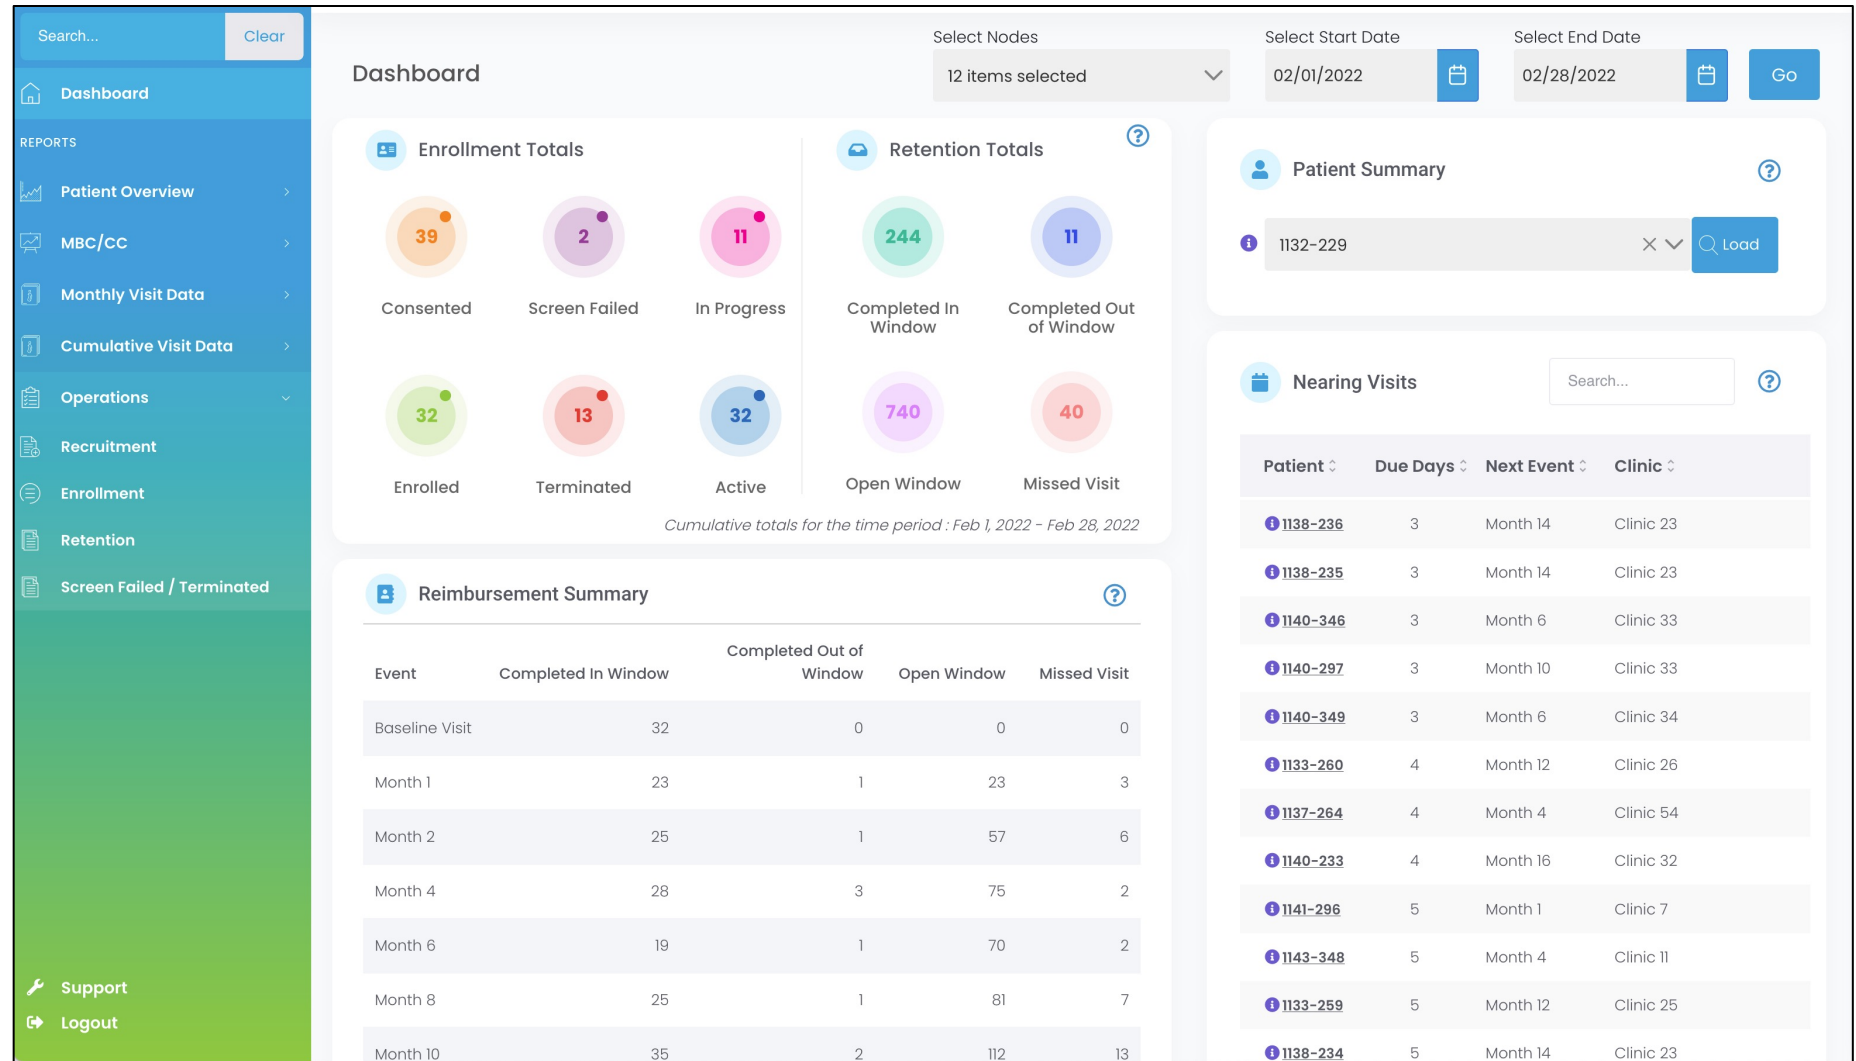 Search...
Clear
Dashboard
REPORTS
Patient Overview
MBC/CC
Monthly Visit Data
Cumulative Visit Data
Operations
Recruitment
Enrollment
Retention
Screen Failed / Terminated
Support
Logout
Dashboard
Select Nodes
12 items selected
Select Start Date
02/01/2022
Select End Date
02/28/2022
Go
Enrollment Totals
39 2 11
Consented Screen Failed In Progress
32 13 32
Enrolled Terminated Active
Retention Totals
244 11
Completed In Completed Out
Window of Window
740 40
Open Window Missed Visit
Cumulative totals for the time period : Feb 1, 2022 - Feb 28, 2022
Reimbursement Summary
Completed Out of
Event Completed In Window Window Open Window Missed Visit
Baseline Visit 32 0 0 0
Month 1 23 1 23 3
Month 2 25 1 57 6
Month 4 28 3 75 2
Month 6 19 1 70 2
Month 8 25 1 81 7
Month 10 35 2 112 13
Patient Summary
1132-229
Load
Nearing Visits
Search...
Patient Due Days Next Event Clinic
1138-236 3 Month 14 Clinic 23
1138-235 3 Month 14 Clinic 23
1140-346 3 Month 6 Clinic 33
1140-297 3 Month 10 Clinic 33
1140-349 3 Month 6 Clinic 34
1133-260 4 Month 12 Clinic 26
1137-264 4 Month 4 Clinic 54
1140-233 4 Month 16 Clinic 32
1141-296 5 Month 1 Clinic 7
1143-348 5 Month 4 Clinic 11
1133-259 5 Month 12 Clinic 25
1138-234 5 Month 14 Clinic 23